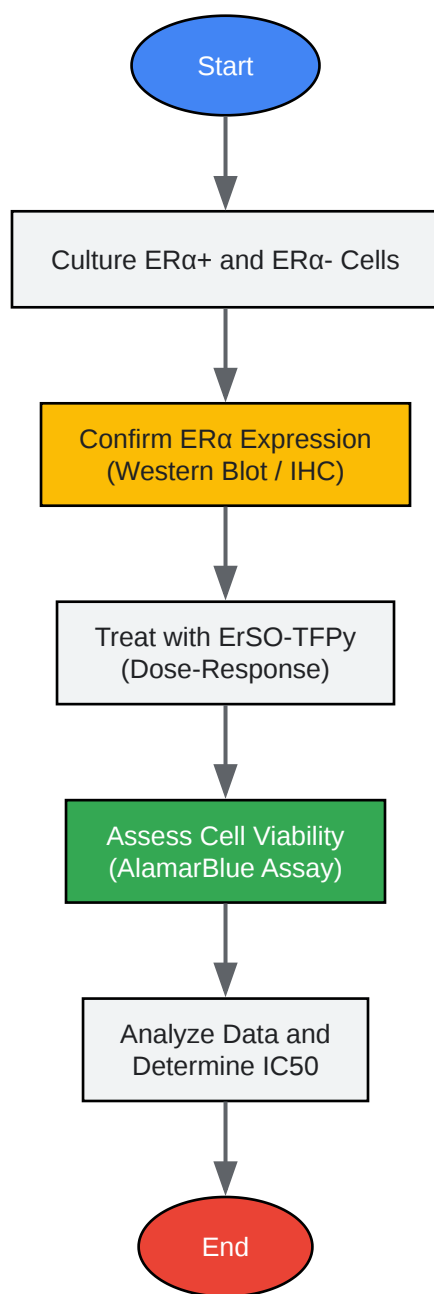 Start
Culture ERα+ and ERα- Cells
Confirm ERα Expression
(Western Blot / IHC)
Treat with ErSO-TFPy
(Dose-Response)
Assess Cell Viability
(AlamarBlue Assay)
Analyze Data and
Determine IC50
End